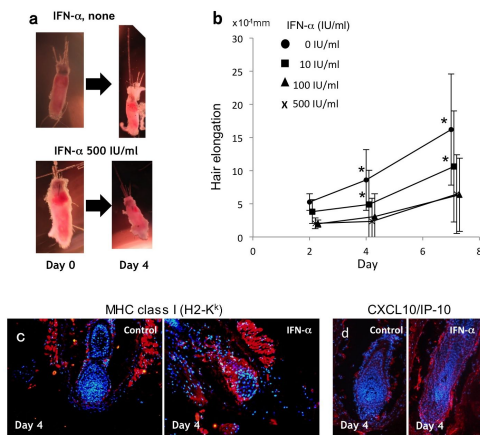 a
IFN-α, none
IFN-α 500 IU/ml
Day 0
Day 4
b
x10⁻¹mm
IFN-α (IU/ml)
0 IU/ml
10 IU/ml
100 IU/ml
x 500 IU/ml
Hair elongation
30
25
20
15
10
5
0
*
*
*
*
0
2
4
6
8
Day
MHC class I (H2-Kᵏ)
c
Control
Day 4
IFN-α
Day 4
CXCL10/IP-10
d
Control
Day 4
IFN-α
Day 4